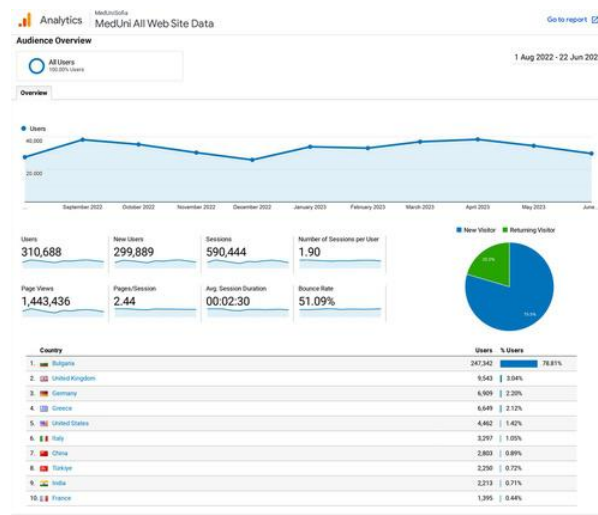 MedUniSofia
Analytics MedUni All Web Site Data
Go to report
Audience Overview
All Users
100.00% Users
1 Aug 2022 - 22 Jun 202
Overview
Users
40,000
20,000
... September 2022 October 2022 November 2022 December 2022 January 2023 February 2023 March 2023 April 2023 May 2023 June...
New Visitor Returning Visitor
Users New Users Sessions Number of Sessions per User
310,688 299,889 590,444 1.90
Page Views Pages/Session Avg. Session Duration Bounce Rate
1,443,436 2.44 00:02:30 51.09%
Country Users % Users
1. Bulgaria 247,342 78.81%
2. United Kingdom 9,543 3.04%
3. Germany 6,909 2.20%
4. Greece 6,649 2.12%
5. United States 4,462 1.42%
6. Italy 3,297 1.05%
7. China 2,803 0.89%
8. Türkiye 2,250 0.72%
9. India 2,213 0.71%
10. France 1,395 0.44%